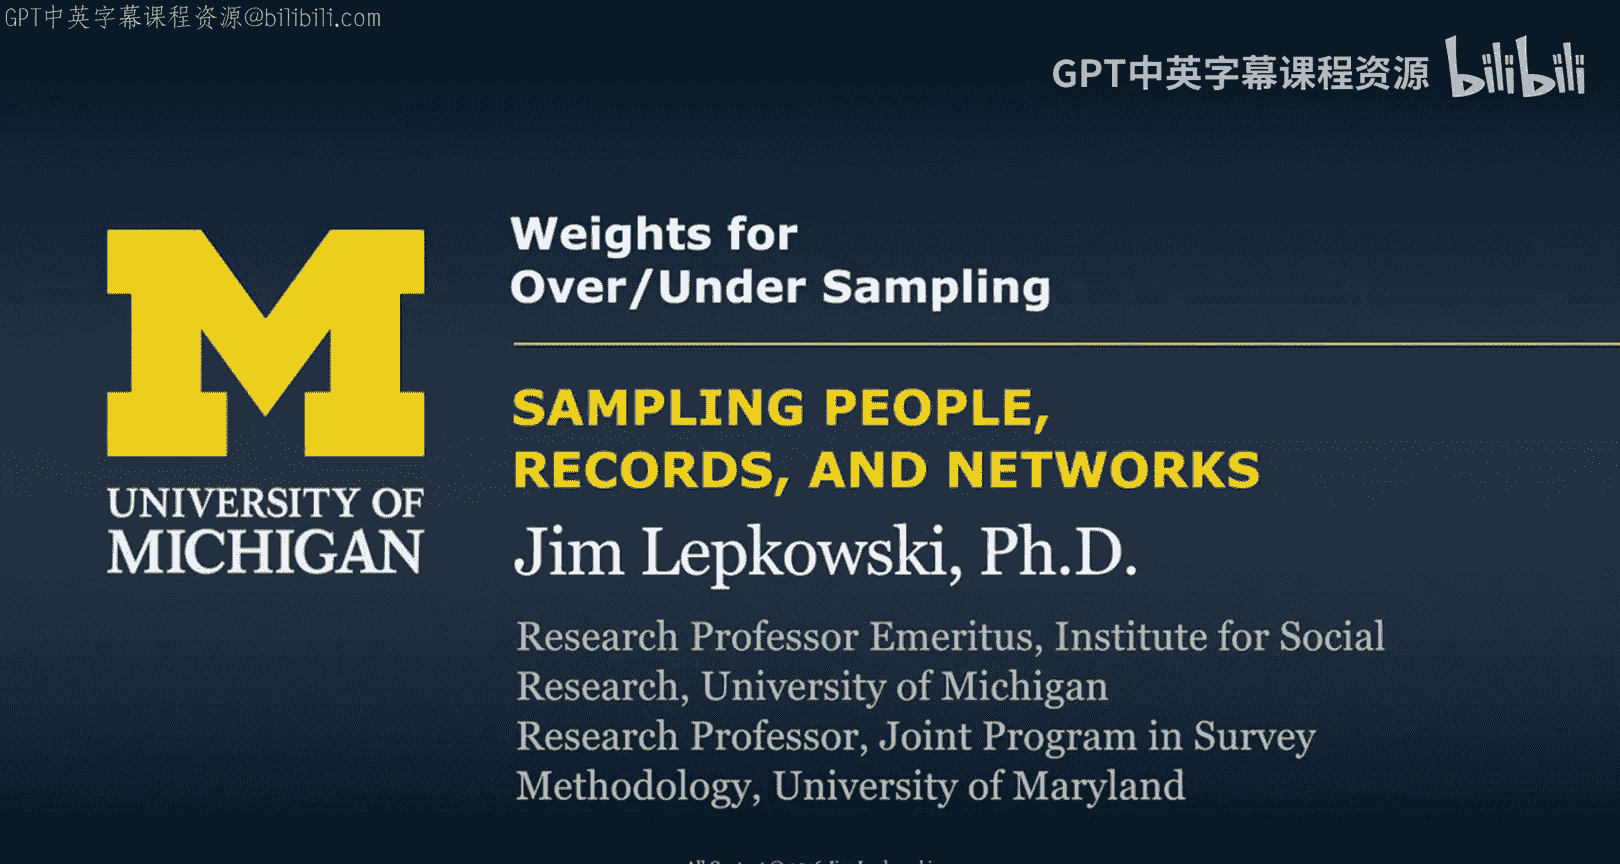 GPT中英字幕课程资源@bilibili.com
GPT中英字幕课程资源 bilibili
Weights for
Over/Under Sampling
SAMPLING PEOPLE,
RECORDS, AND NETWORKS
Jim Lepkowski, Ph.D.
Research Professor Emeritus, Institute for Social
Research, University of Michigan
Research Professor, Joint Program in Survey
Methodology, University of Maryland
M
UNIVERSITY OF
MICHIGAN